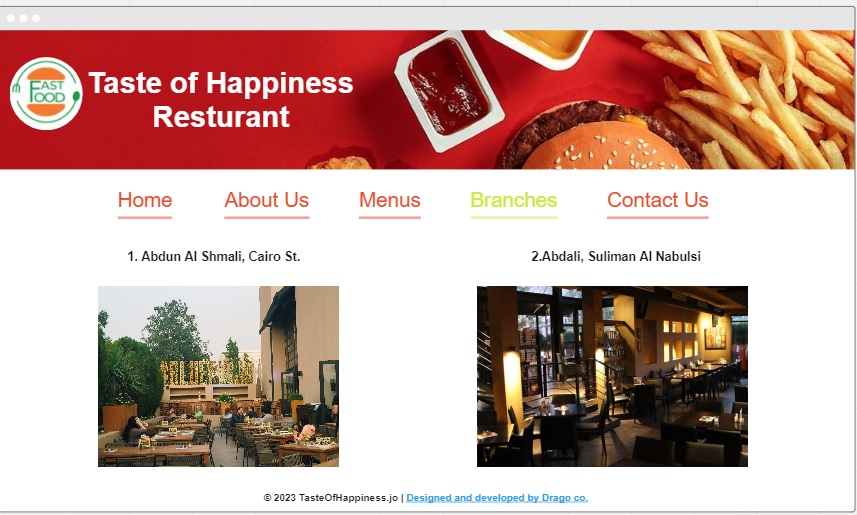 FAST
FOOD
Taste of Happiness
Resturant
Home About Us Menus Branches Contact Us
1. Abdun Al Shmali, Cairo St.
2.Abdali, Suliman Al Nabulsi
© 2023 TasteOfHappiness.jo | Designed and developed by Drago co.